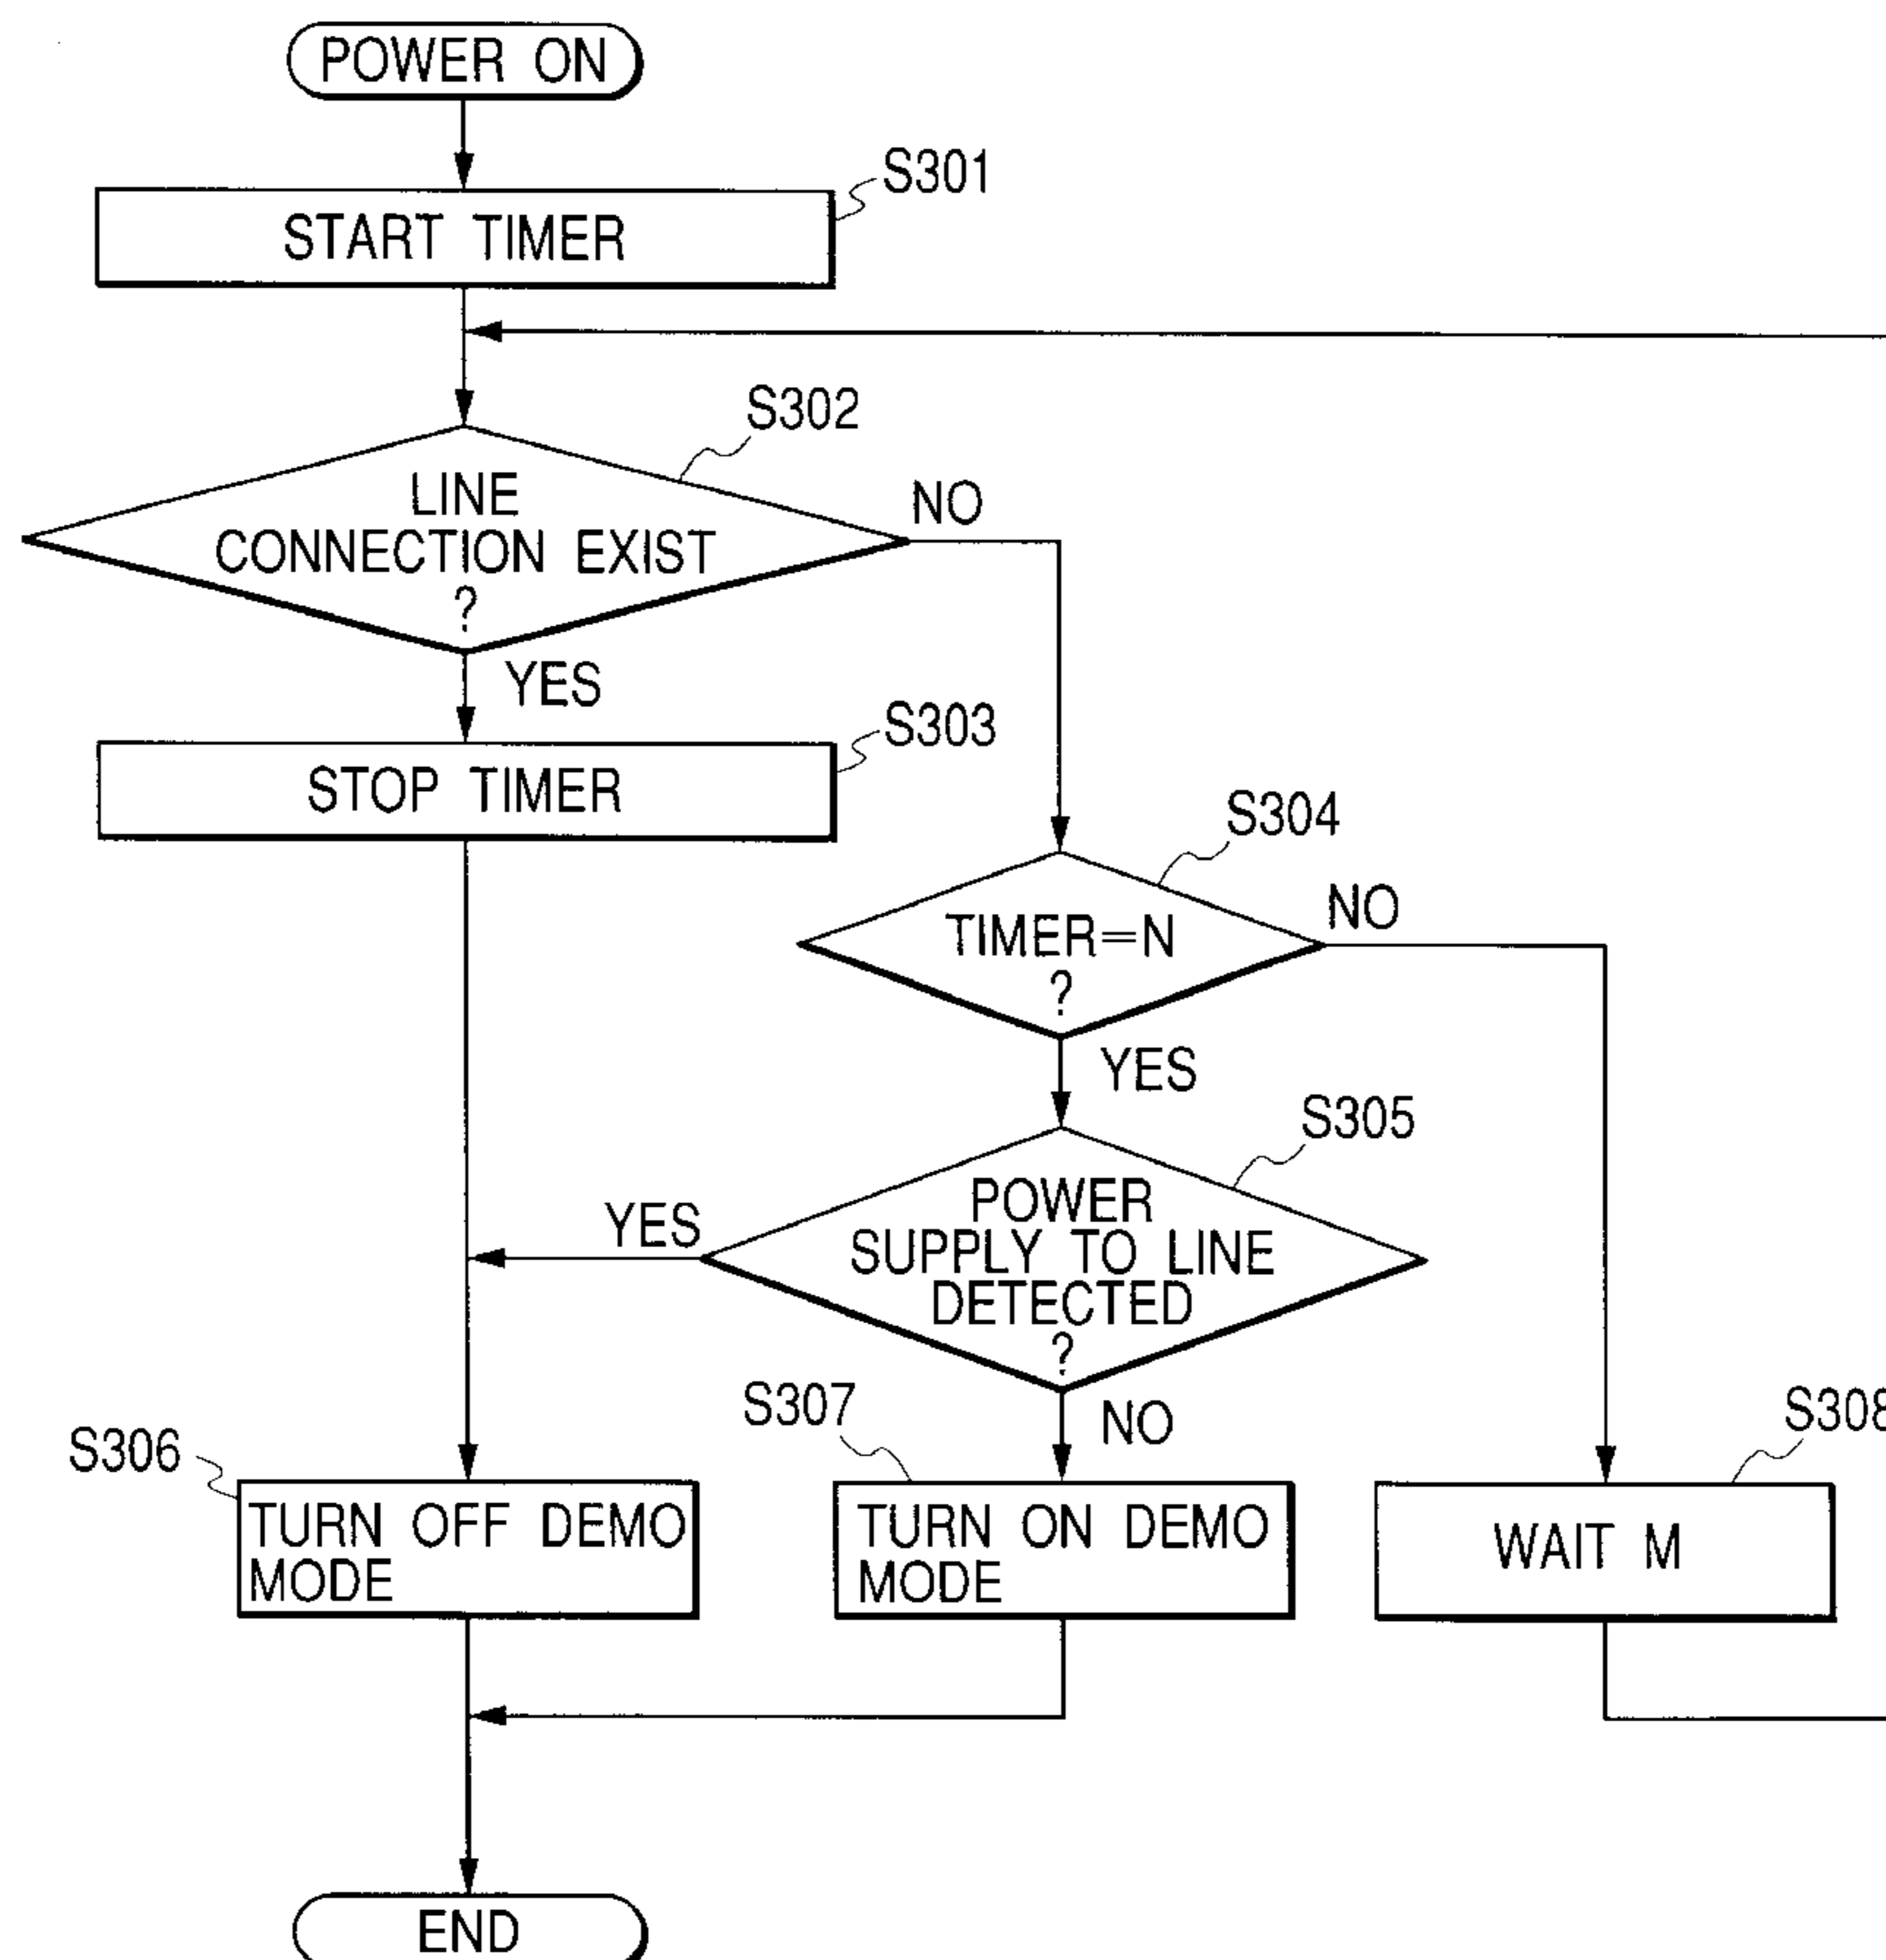 POWER ON
S301
START TIMER
S302
LINE
CONNECTION EXIST
?
NO
YES
S303
STOP TIMER
S304
TIMER=N
?
NO
YES
S305
POWER
SUPPLY TO LINE
DETECTED
?
YES
NO
S306
TURN OFF DEMO
MODE
S307
TURN ON DEMO
MODE
S308
WAIT M
END